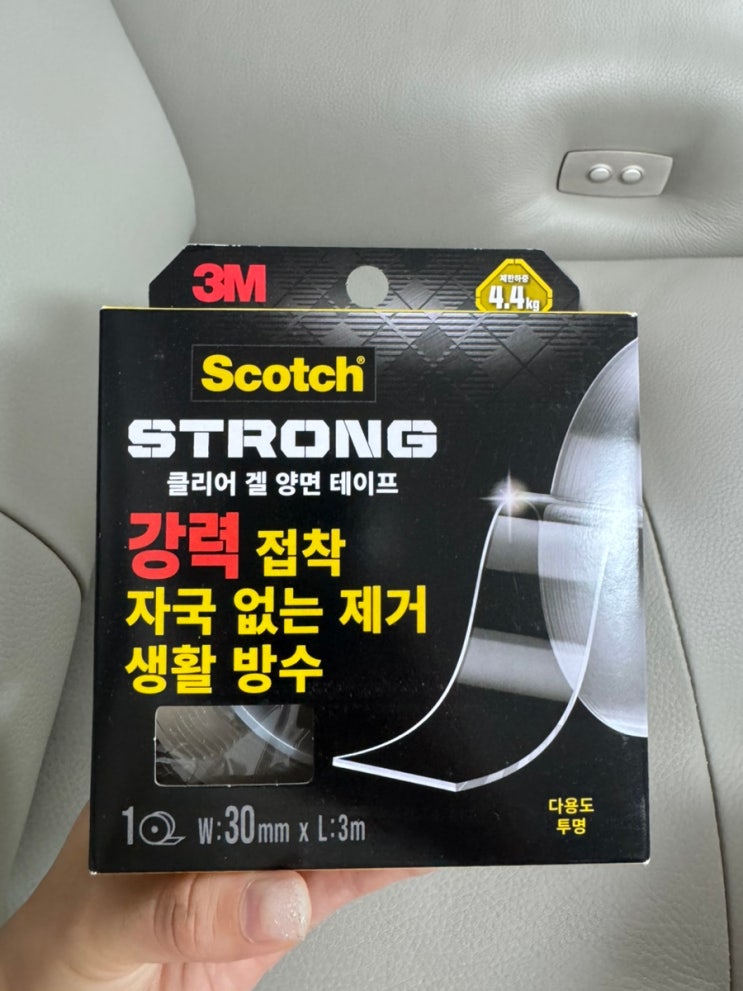 3M
제한하중
4.4kg
Scotch®
STRONG
클리어 겔 양면 테이프
강력 접착
자국 없는 제거
생활 방수
1 W:30mm x L:3m
다용도
투명